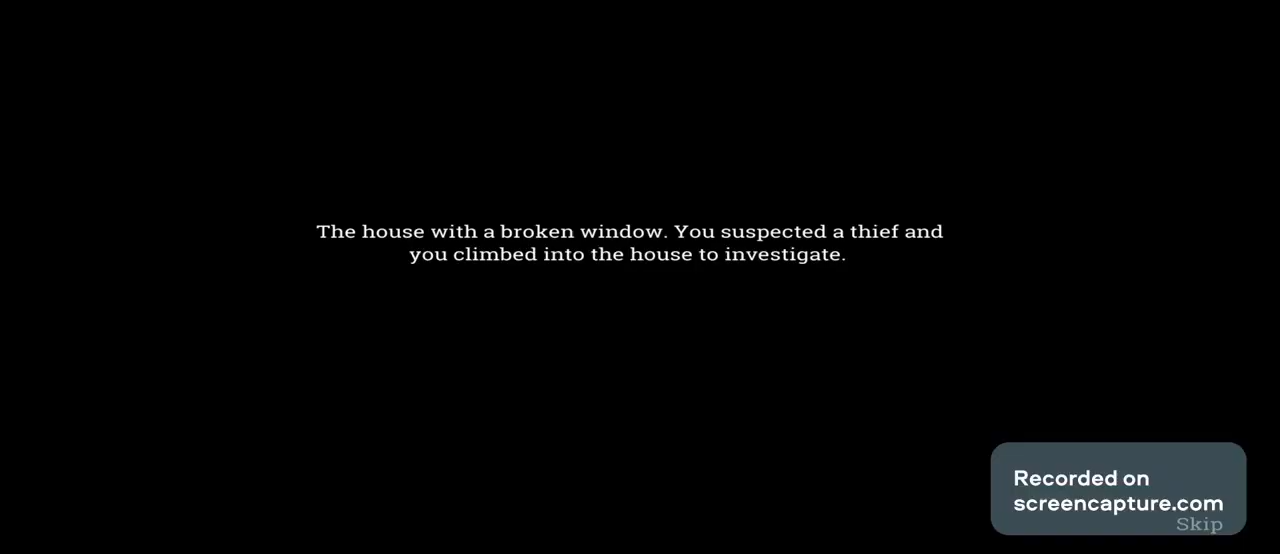 The house with a broken window. You suspected a thief and
you climbed into the house to investigate.
Recorded on
screencapture.com
Skip